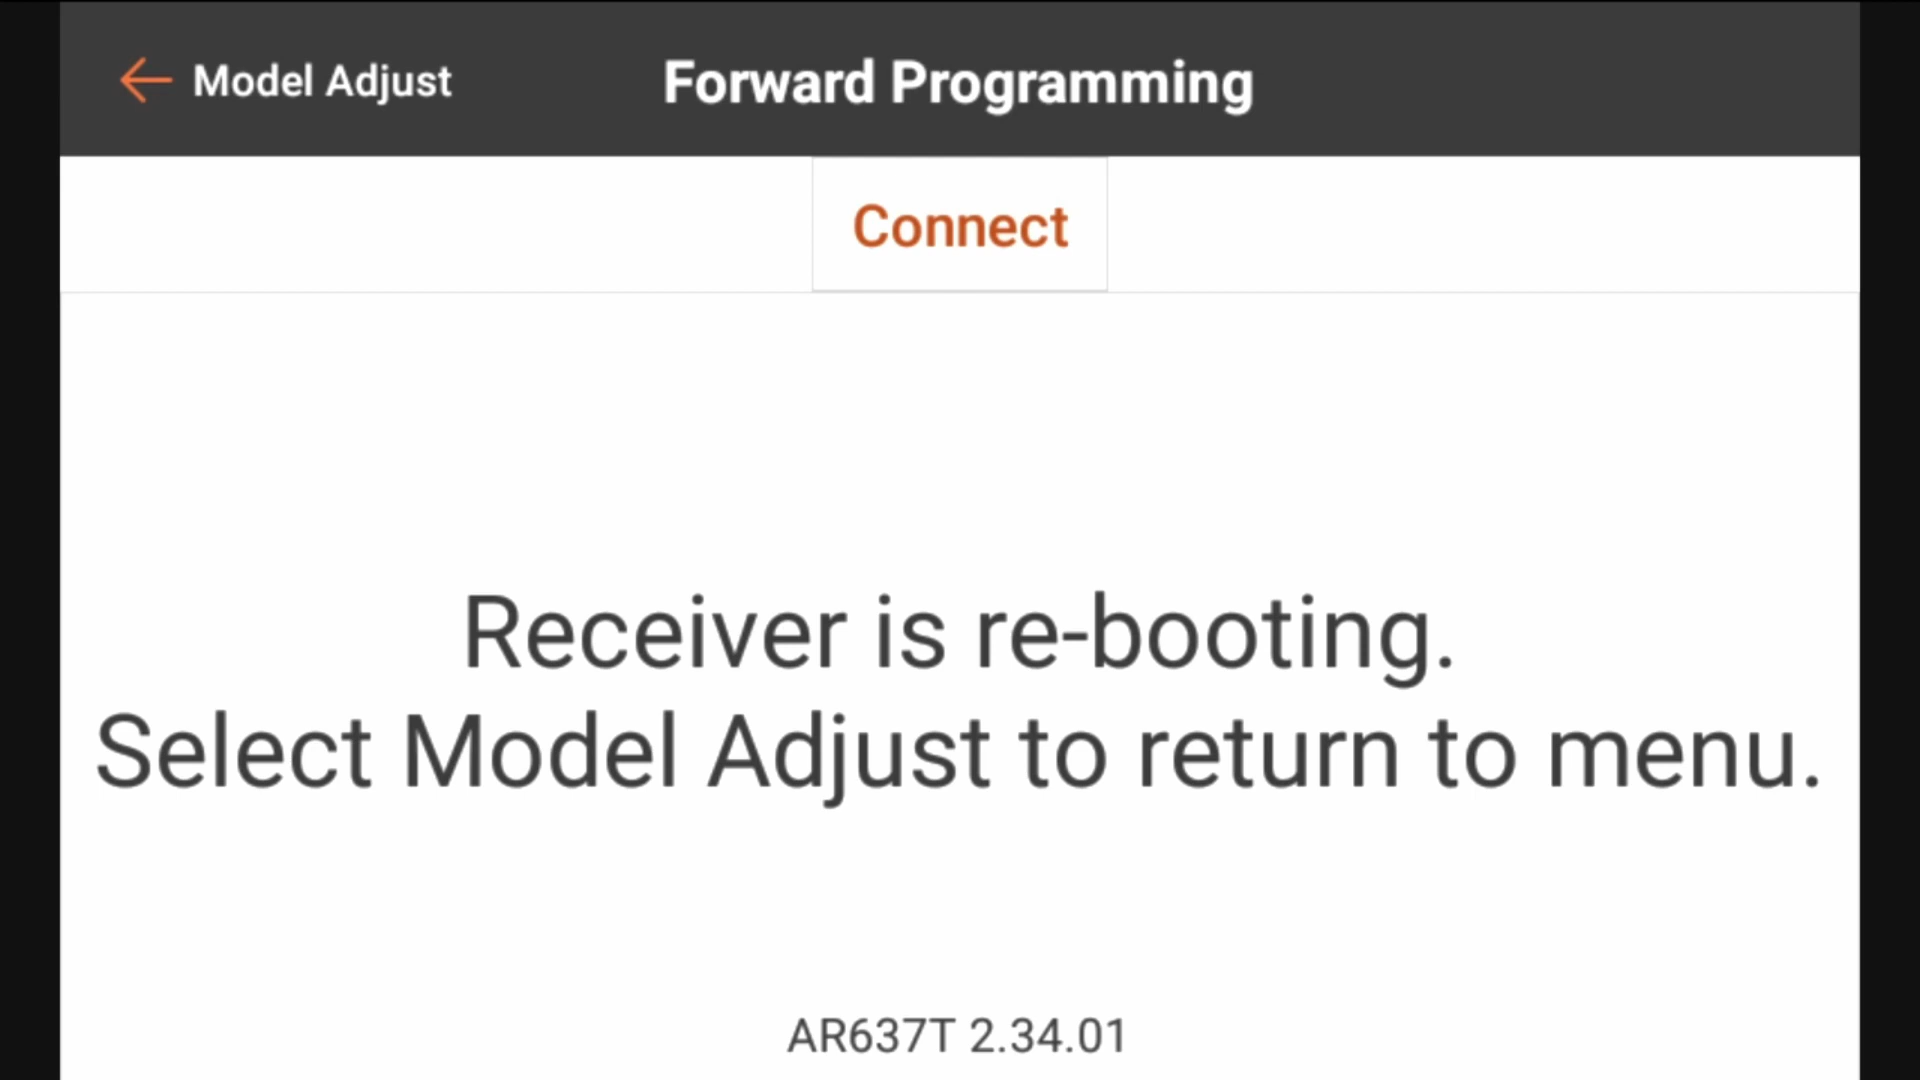 Model Adjust
Forward Programming
Connect
Receiver is re-booting.
Select Model Adjust to return to menu.
AR637T 2.34.01